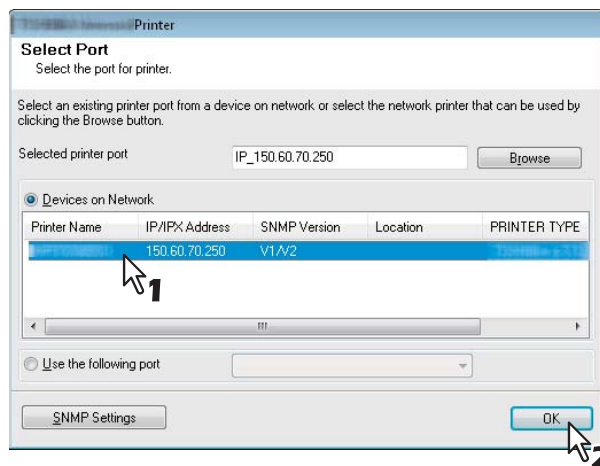 Printer
Select Port
Select the port for printer.
Select an existing printer port from a device on network or select the network printer that can be used by
clicking the Browse button.
Selected printer port IP_150.60.70.250 Browse
Devices on Network
Printer Name IP/IPX Address SNMP Version Location PRINTER TYPE
150.60.70.250 V1/V2
1
Use the following port
SNMP Settings OK
2